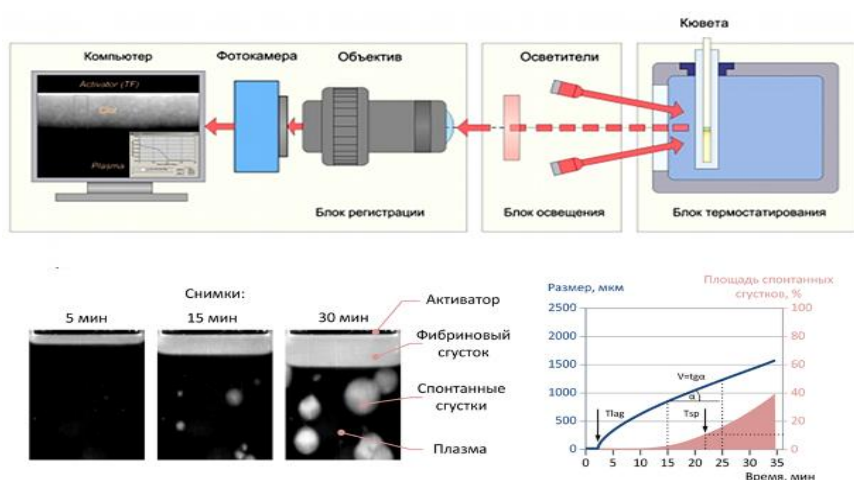 Кювета
Компьютер
Фотокамера
Объектив
Осветители
Activator (TF)
Clot
Plasma
Блок регистрации
Блок освещения
Блок термостатирования
Снимки:
5 мин
15 мин
30 мин
Активатор
Фибриновый
сгусток
Спонтанные
сгустки
Плазма
Размер, мкм
Площадь спонтанных
сгустков, %
2500
2000
1500
1000
500
0
100
80
60
40
20
0
V=tgα
α
Tlag
Tsp
0 5 10 15 20 25 30 35
Время, мин